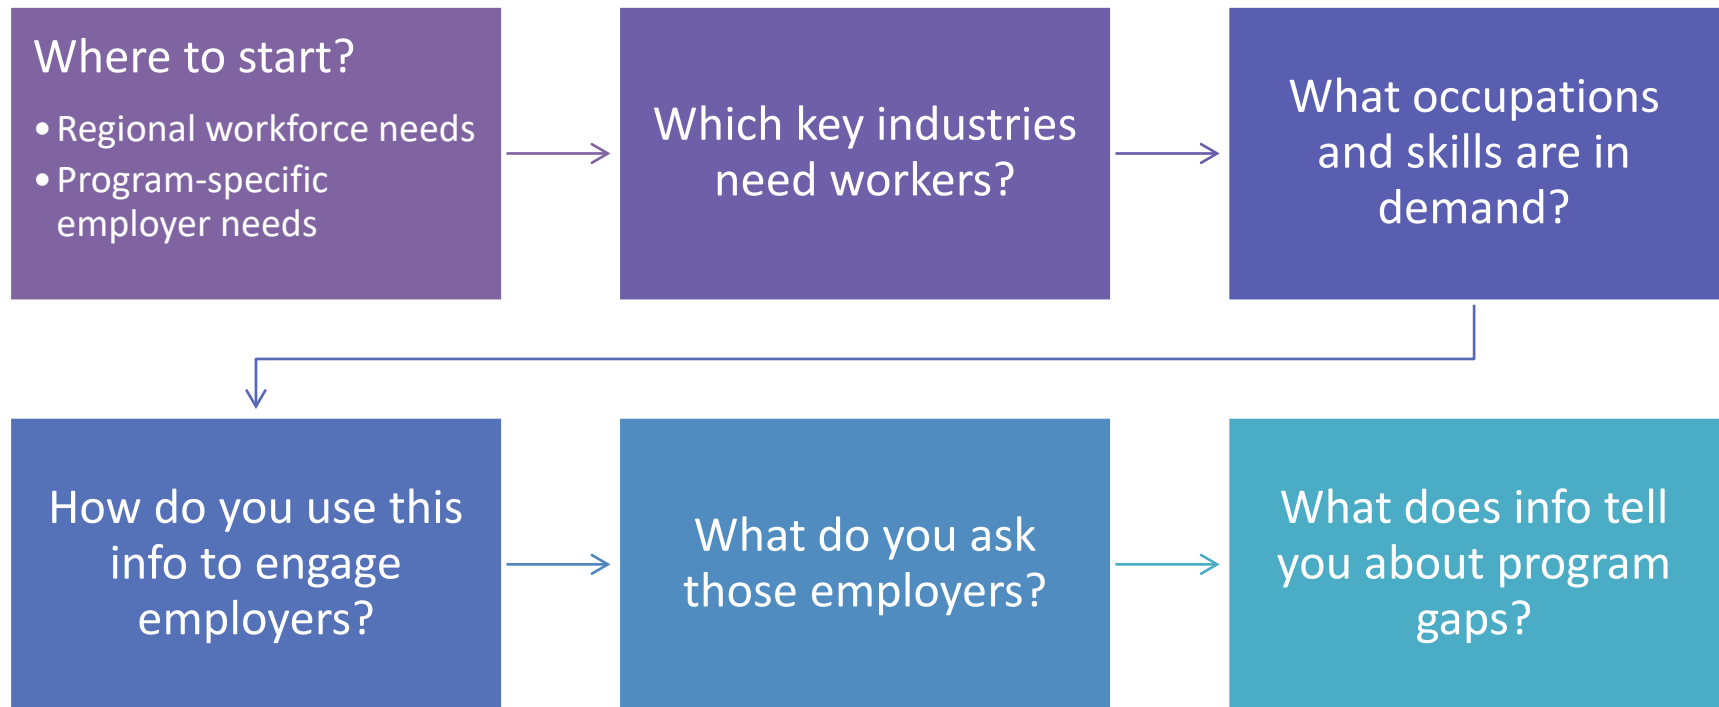 Where to start?
• Regional workforce needs
• Program-specific
employer needs
Which key industries
need workers?
What occupations
and skills are in
demand?
How do you use this
info to engage
employers?
What do you ask
those employers?
What does info tell
you about program
gaps?